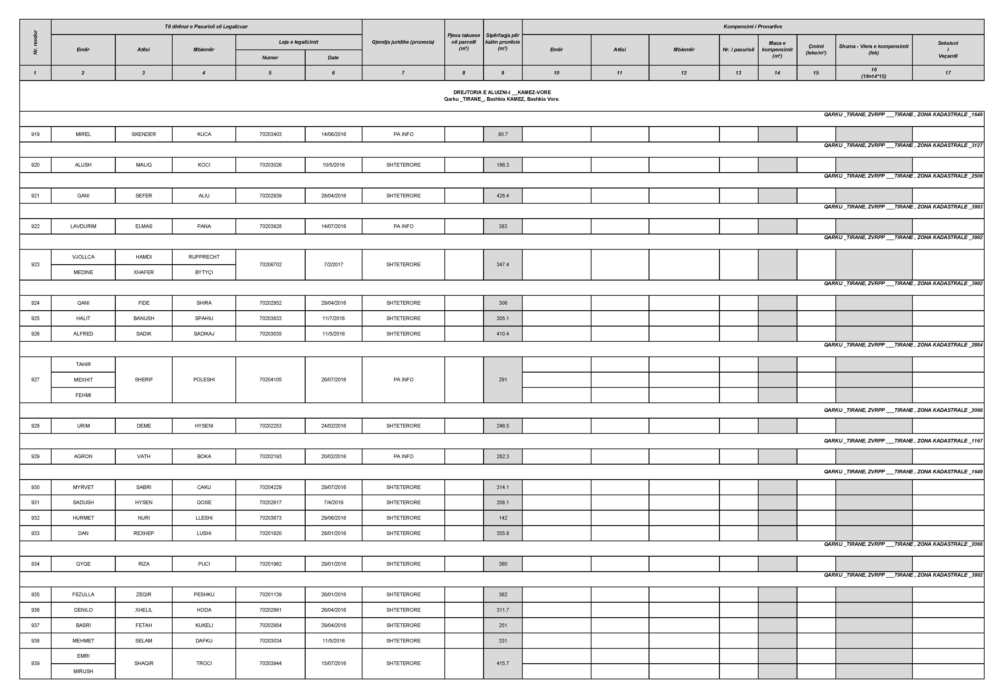 Nr. rendor
Të dhënat e Pasurisë së Legalizuar
Gjendja juridike (pronesia)
Pjesa takuese
në parcelë
(m²)
Sipërfaqja për
kalim pronësie
(m²)
Kompensimi i Pronarëve
Emër
Atësi
Mbiemër
Leja e legalizimit
Numer
Date
Emër
Atësi
Mbiemër
Nr. i pasurisë
Masa e
kompensimit
(m²)
Çmimi
(leke/m²)
Shuma - Vlera e kompensimit
(lek)
Seksioni
i
Veçantë
1 2 3 4 5 6 7 8 9 10 11 12 13 14 15 16 17
(16=14*15)
DREJTORIA E ALUIZNI-t __KAMEZ-VORE
Qarku _TIRANE_, Bashkia KAMEZ, Bashkia Vore.
QARKU _TIRANE, ZVRPP ___TIRANE , ZONA KADASTRALE _1649
919 MIREL SKENDER KUCA 70203403 14/06/2016 PA INFO 80.7
QARKU _TIRANE, ZVRPP ___TIRANE , ZONA KADASTRALE _3127
920 ALUSH MALIQ KOCI 70203026 10/5/2016 SHTETERORE 186.3
QARKU _TIRANE, ZVRPP ___TIRANE , ZONA KADASTRALE _2506
921 GANI SEFER ALIU 70202939 28/04/2016 SHTETERORE 428.4
QARKU _TIRANE, ZVRPP ___TIRANE , ZONA KADASTRALE _3993
922 LAVDURIM ELMAS PANA 70203928 14/07/2016 PA INFO 383
QARKU _TIRANE, ZVRPP ___TIRANE , ZONA KADASTRALE _3992
VJOLLCA HAMDI RUPPRECHT
923 70206702 7/2/2017 SHTETERORE 347.4
MEDINE XHAFER BYTYÇI
QARKU _TIRANE, ZVRPP ___TIRANE , ZONA KADASTRALE _3992
924 QANI FIDE SHIRA 70202952 29/04/2016 SHTETERORE 306
925 HALIT BANUSH SPAHIU 70203833 11/7/2016 SHTETERORE 305.1
926 ALFRED SADIK SADIKAJ 70203035 11/5/2016 SHTETERORE 410.4
QARKU _TIRANE, ZVRPP ___TIRANE , ZONA KADASTRALE _2884
TAHIR
927 MEXHIT SHERIF POLESHI 70204105 26/07/2016 PA INFO 291
FEHMI
QARKU _TIRANE, ZVRPP ___TIRANE , ZONA KADASTRALE _2066
928 URIM DEME HYSENI 70202253 24/02/2016 SHTETERORE 246.5
QARKU _TIRANE, ZVRPP ___TIRANE , ZONA KADASTRALE _1167
929 AGRON VATH BOKA 70202193 20/02/2016 PA INFO 282.3
QARKU _TIRANE, ZVRPP ___TIRANE , ZONA KADASTRALE _1649
930 MYRVET SABRI CAKU 70204229 29/07/2016 SHTETERORE 314.1
931 SADUSH HYSEN QOSE 70202617 7/4/2016 SHTETERORE 208.1
932 HURMET NURI LLESHI 70203673 29/06/2016 SHTETERORE 142
933 DAN REXHEP LUSHI 70201920 28/01/2016 SHTETERORE 355.8
QARKU _TIRANE, ZVRPP ___TIRANE , ZONA KADASTRALE _2066
934 QYQE RIZA PUCI 70201962 29/01/2016 SHTETERORE 360
QARKU _TIRANE, ZVRPP ___TIRANE , ZONA KADASTRALE _3992
935 FEZULLA ZEQIR PESHKU 70201139 26/01/2016 SHTETERORE 362
936 DENILO XHELIL HODA 70202861 26/04/2016 SHTETERORE 311.7
937 BASRI FETAH KUKELI 70202954 29/04/2016 SHTETERORE 251
938 MEHMET SELAM DAFKU 70203034 11/5/2016 SHTETERORE 331
EMRI
939 SHAQIR TROCI 70203944 15/07/2016 SHTETERORE 415.7
MIRUSH